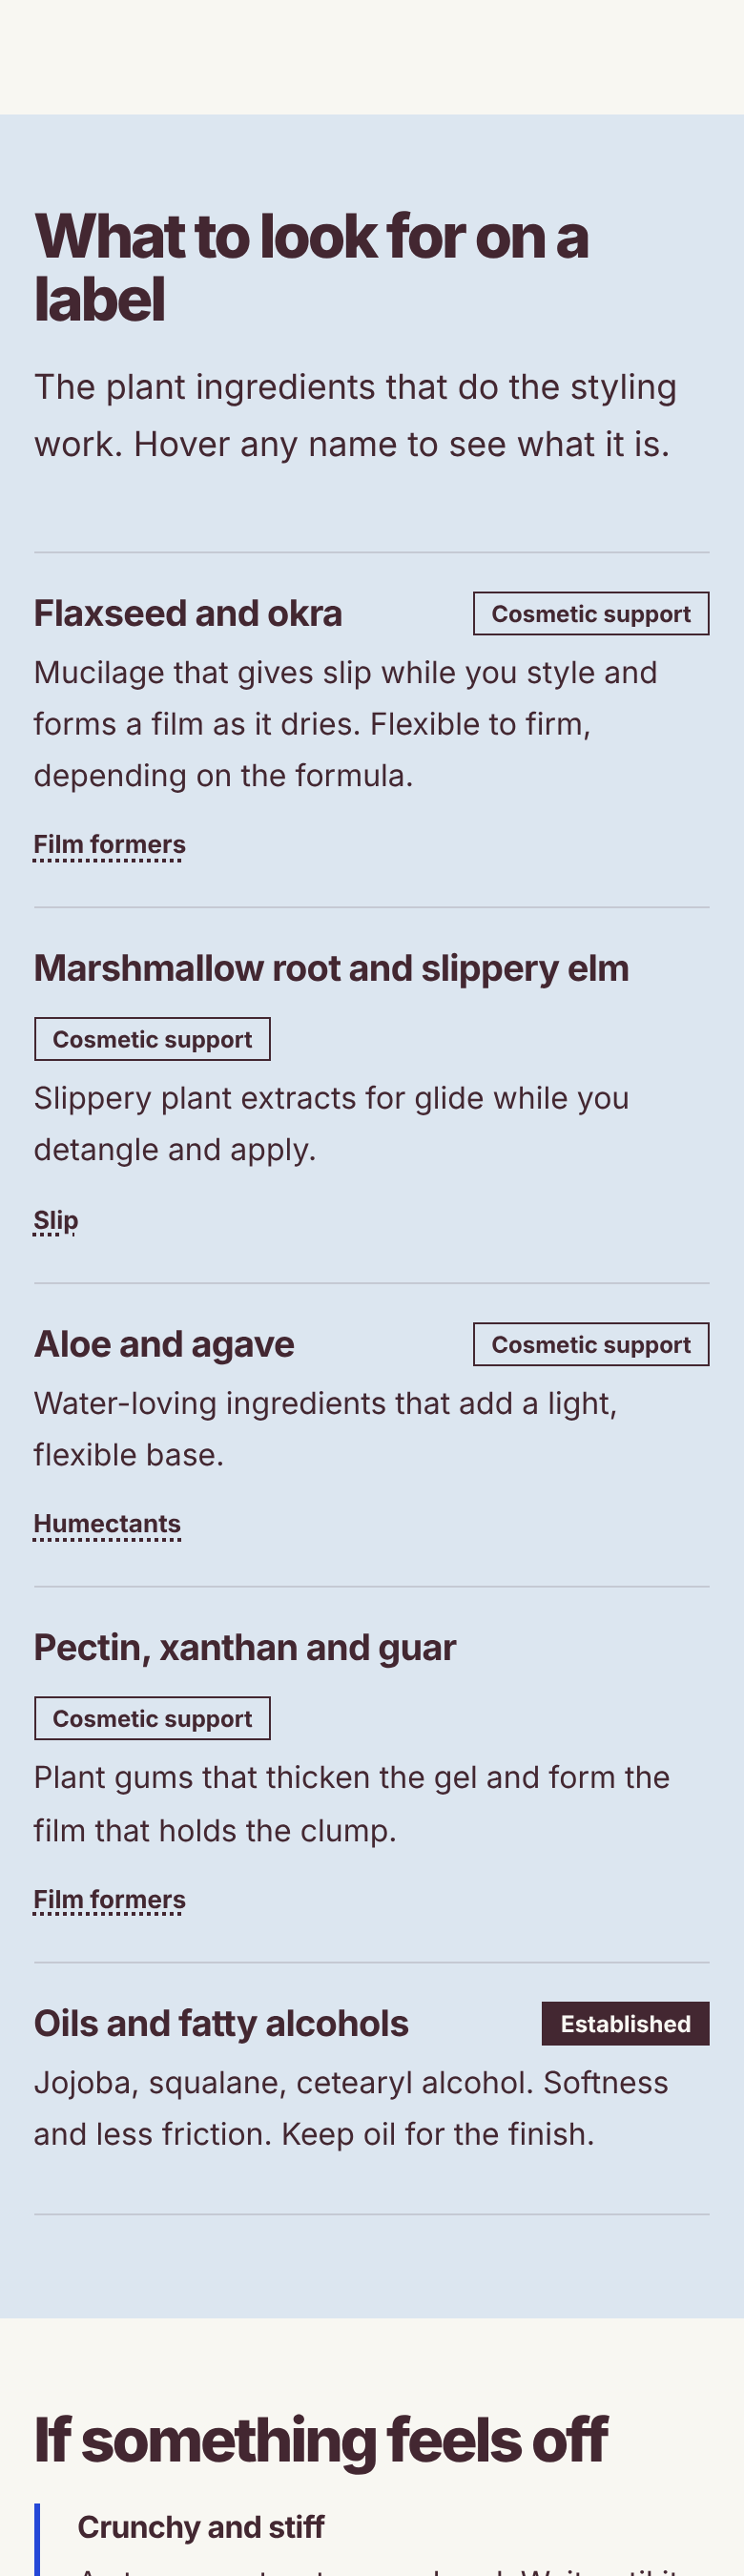 What to look for on a
label
The plant ingredients that do the styling
work. Hover any name to see what it is.
Flaxseed and okra
Cosmetic support
Mucilage that gives slip while you style and
forms a film as it dries. Flexible to firm,
depending on the formula.
Film formers
Marshmallow root and slippery elm
Cosmetic support
Slippery plant extracts for glide while you
detangle and apply.
Slip
Aloe and agave
Cosmetic support
Water-loving ingredients that add a light,
flexible base.
Humectants
Pectin, xanthan and guar
Cosmetic support
Plant gums that thicken the gel and form the
film that holds the clump.
Film formers
Oils and fatty alcohols
Established
Jojoba, squalane, cetearyl alcohol. Softness
and less friction. Keep oil for the finish.
If something feels off
Crunchy and stiff